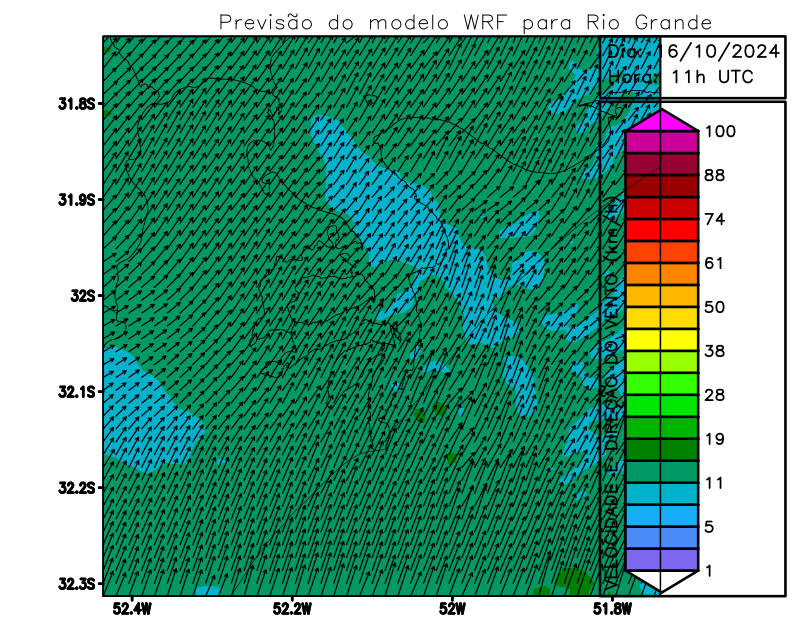 Previsão do modelo WRF para Rio Grande
Dia: 16/10/2024
Hora: 11h UTC
31.8S
31.9S
32S
32.1S
32.2S
32.3S
52.4W
52.2W
52W
51.8W
VELOCIDADE E DIREÇÃO DO VENTO (km/h)
100
88
74
61
50
38
28
19
11
5
1